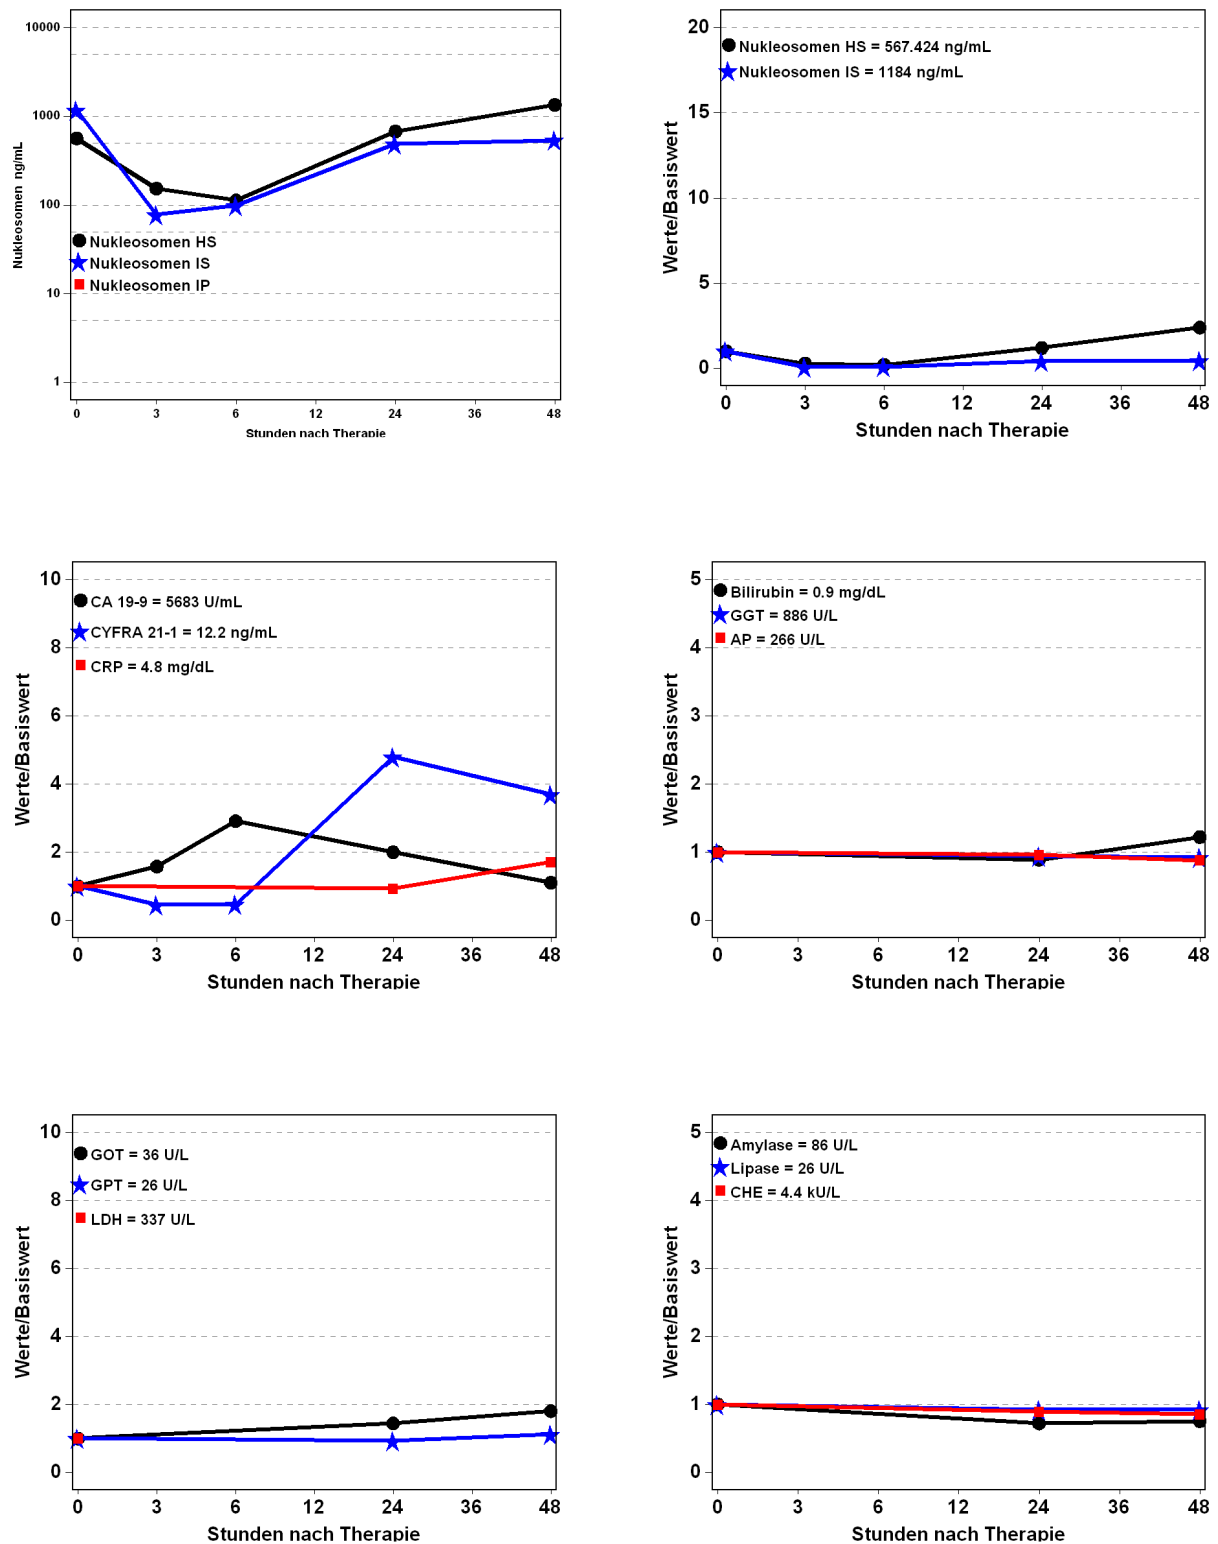 10000
1000
100
10
1
Nukleosomen ng/mL
Nukleosomen HS
Nukleosomen IS
Nukleosomen IP
0 3 6 12 24 36 48
Stunden nach Therapie
20
15
10
5
0
Werte/Basiswert
Nukleosomen HS = 567.424 ng/mL
Nukleosomen IS = 1184 ng/mL
0 3 6 12 24 36 48
Stunden nach Therapie
10
8
6
4
2
0
Werte/Basiswert
CA 19-9 = 5683 U/mL
CYFRA 21-1 = 12.2 ng/mL
CRP = 4.8 mg/dL
0 3 6 12 24 36 48
Stunden nach Therapie
5
4
3
2
1
0
Werte/Basiswert
Bilirubin = 0.9 mg/dL
GGT = 886 U/L
AP = 266 U/L
0 3 6 12 24 36 48
Stunden nach Therapie
10
8
6
4
2
0
Werte/Basiswert
GOT = 36 U/L
GPT = 26 U/L
LDH = 337 U/L
0 3 6 12 24 36 48
Stunden nach Therapie
5
4
3
2
1
0
Werte/Basiswert
Amylase = 86 U/L
Lipase = 26 U/L
CHE = 4.4 kU/L
0 3 6 12 24 36 48
Stunden nach Therapie